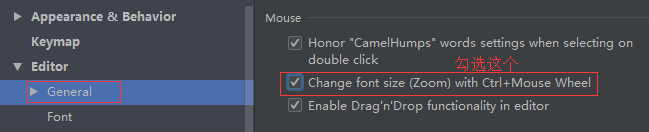 Appearance & Behavior
Keymap
Editor
General
Font
Mouse
Honor "CamelHumps" words settings when selecting on
double click
勾选这个
Change font size (Zoom) with Ctrl+Mouse Wheel
Enable Drag'n'Drop functionality in editor